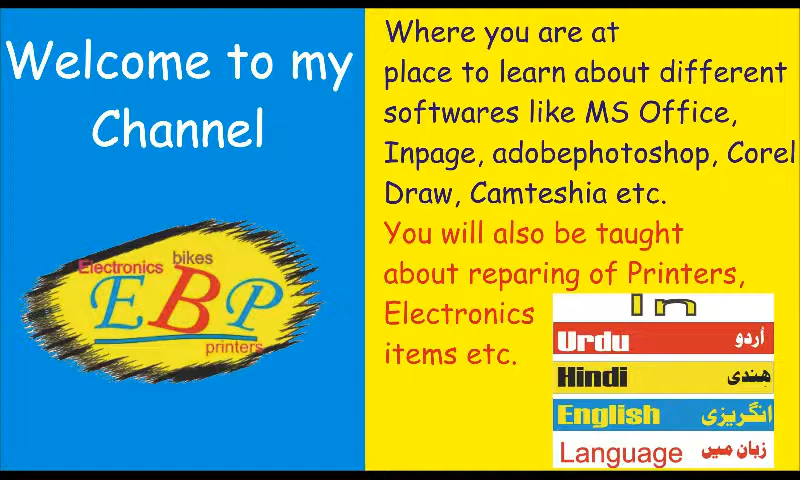 Welcome to my
Channel
Electronics bikes
EBP
printers
Where you are at
place to learn about different
softwares like MS Office,
Inpage, adobephotoshop, Corel
Draw, Camteshia etc.
You will also be taught
about reparing of Printers,
Electronics
items etc.
In
Urdu اُردو
Hindi ہِندی
English انگریزی
Language زبان میں